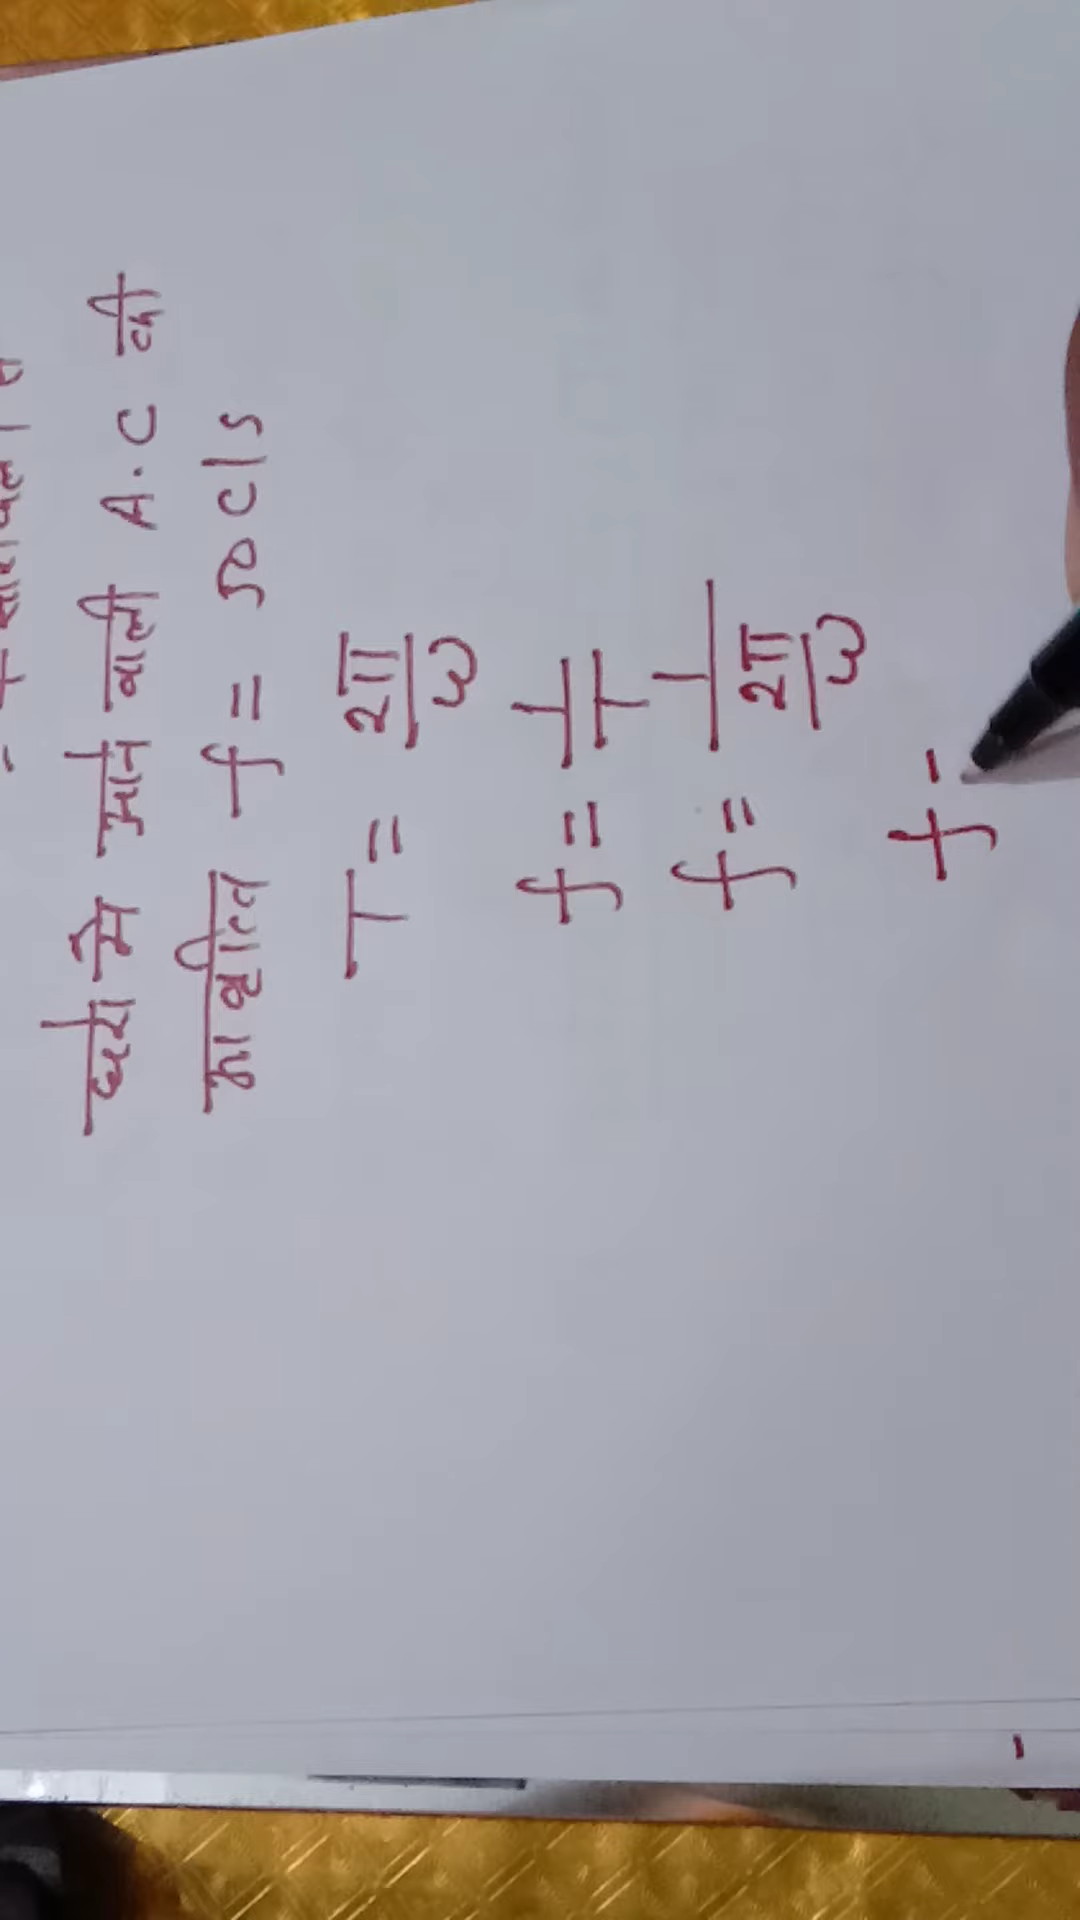 घरो मे आने वाली A.C की
आवृत्ति f = 50 c/s
T = 2π/ω
f = 1/T
f = 1/(2π/ω)
f -